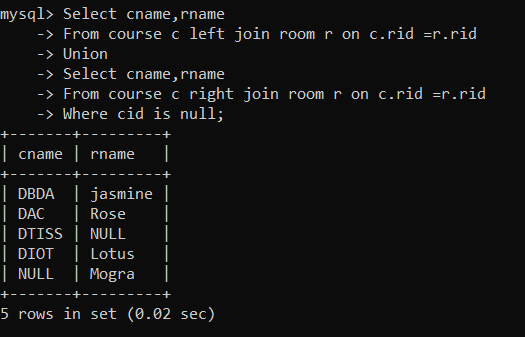 mysql> Select cname,rname
    -> From course c left join room r on c.rid =r.rid
    -> Union
    -> Select cname,rname
    -> From course c right join room r on c.rid =r.rid
    -> Where cid is null;
+-------+---------+
| cname | rname   |
+-------+---------+
| DBDA  | jasmine |
| DAC   | Rose    |
| DTISS | NULL    |
| DIOT  | Lotus   |
| NULL  | Mogra   |
+-------+---------+
5 rows in set (0.02 sec)